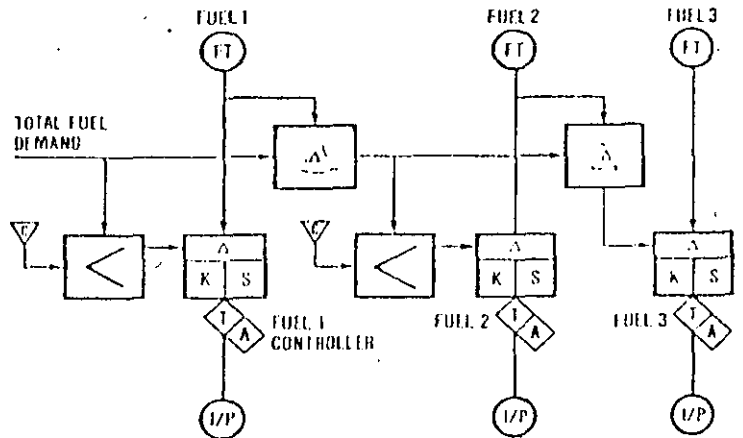 FUEL 1
FUEL 2
FUEL 3
FT
FT
FT
TOTAL FUEL
DEMAND
Δ
Δ
<
Δ
K
S
<
Δ
K
S
Δ
K
S
T
A
FUEL 1
CONTROLLER
FUEL 2
T
A
FUEL 3
T
A
I/P
I/P
I/P